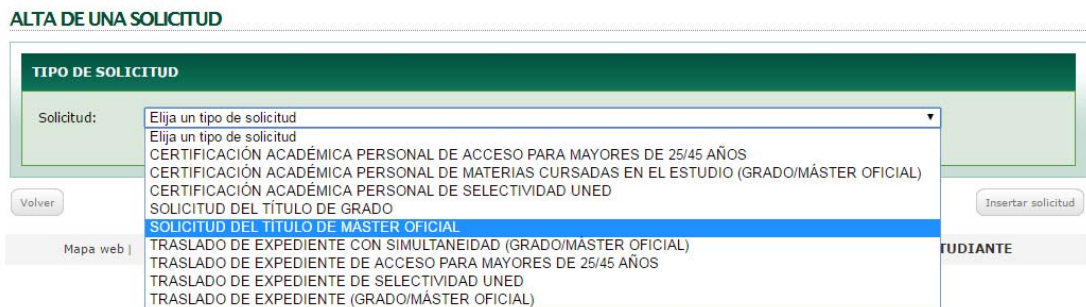 ALTA DE UNA SOLICITUD
TIPO DE SOLICITUD
Solicitud: Elija un tipo de solicitud
Elija un tipo de solicitud
CERTIFICACIÓN ACADÉMICA PERSONAL DE ACCESO PARA MAYORES DE 25/45 AÑOS
CERTIFICACIÓN ACADÉMICA PERSONAL DE MATERIAS CURSADAS EN EL ESTUDIO (GRADO/MÁSTER OFICIAL)
CERTIFICACIÓN ACADÉMICA PERSONAL DE SELECTIVIDAD UNED
SOLICITUD DEL TÍTULO DE GRADO
SOLICITUD DEL TÍTULO DE MÁSTER OFICIAL
TRASLADO DE EXPEDIENTE CON SIMULTANEIDAD (GRADO/MÁSTER OFICIAL)
TRASLADO DE EXPEDIENTE DE ACCESO PARA MAYORES DE 25/45 AÑOS
TRASLADO DE EXPEDIENTE DE SELECTIVIDAD UNED
TRASLADO DE EXPEDIENTE (GRADO/MÁSTER OFICIAL)
Volver
Insertar solicitud
Mapa web |
TUDIANTE